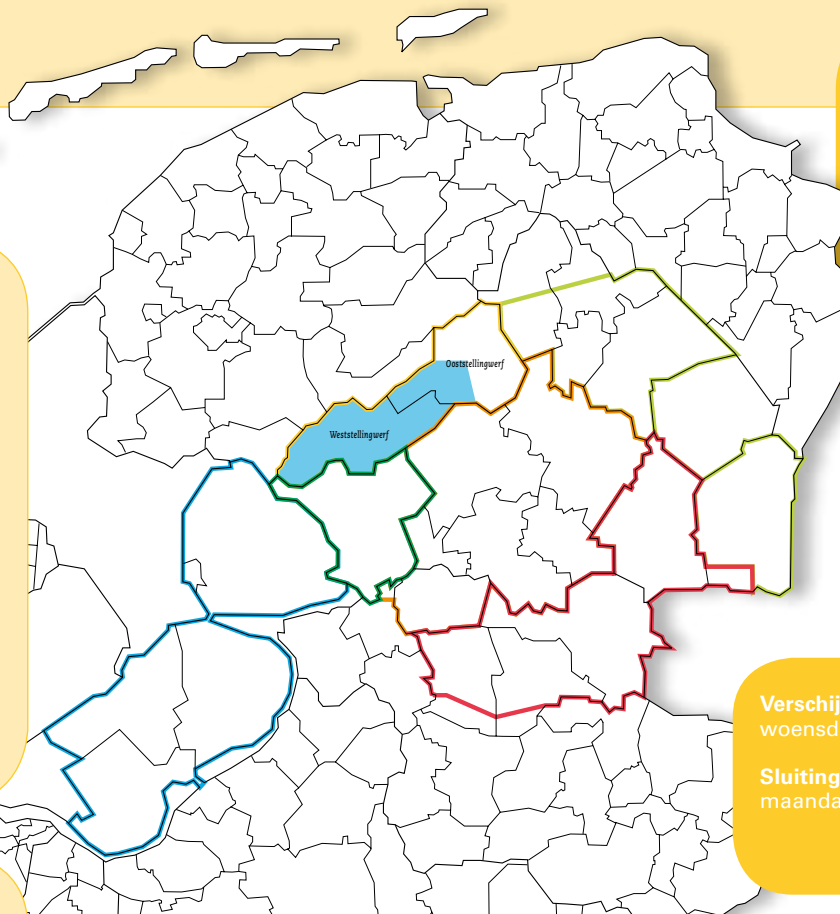 Ooststellingwerf
Weststellingwerf
Verschij
woensd
Sluiting
maanda